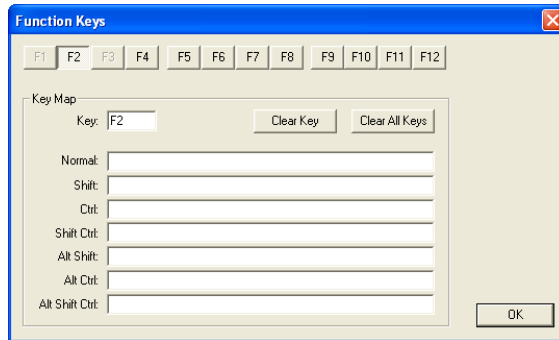 Function Keys
F1 F2 F3 F4 F5 F6 F7 F8 F9 F10 F11 F12
Key Map
Key: F2 Clear Key Clear All Keys
Normal:
Shift:
Ctrl:
Shift Ctrl:
Alt Shift:
Alt Ctrl:
Alt Shift Ctrl:
OK